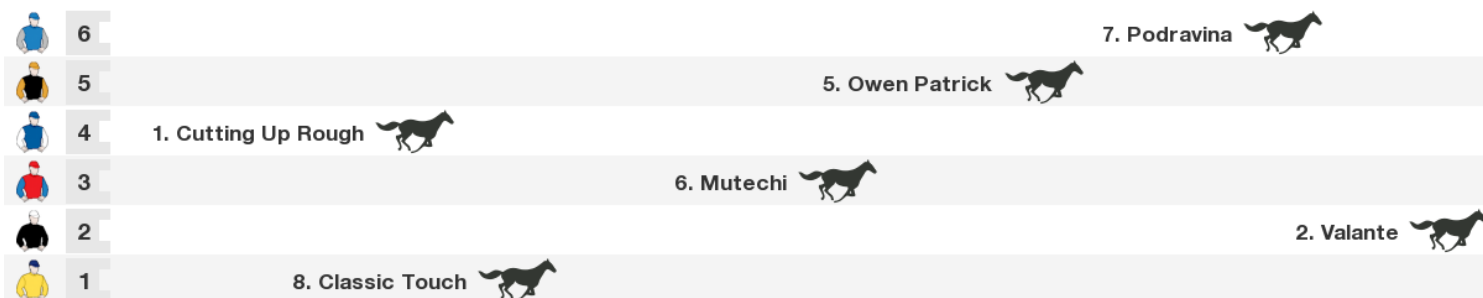 6 7. Podravina
5 5. Owen Patrick
4 1. Cutting Up Rough
3 6. Mutechi
2 2. Valante
1 8. Classic Touch